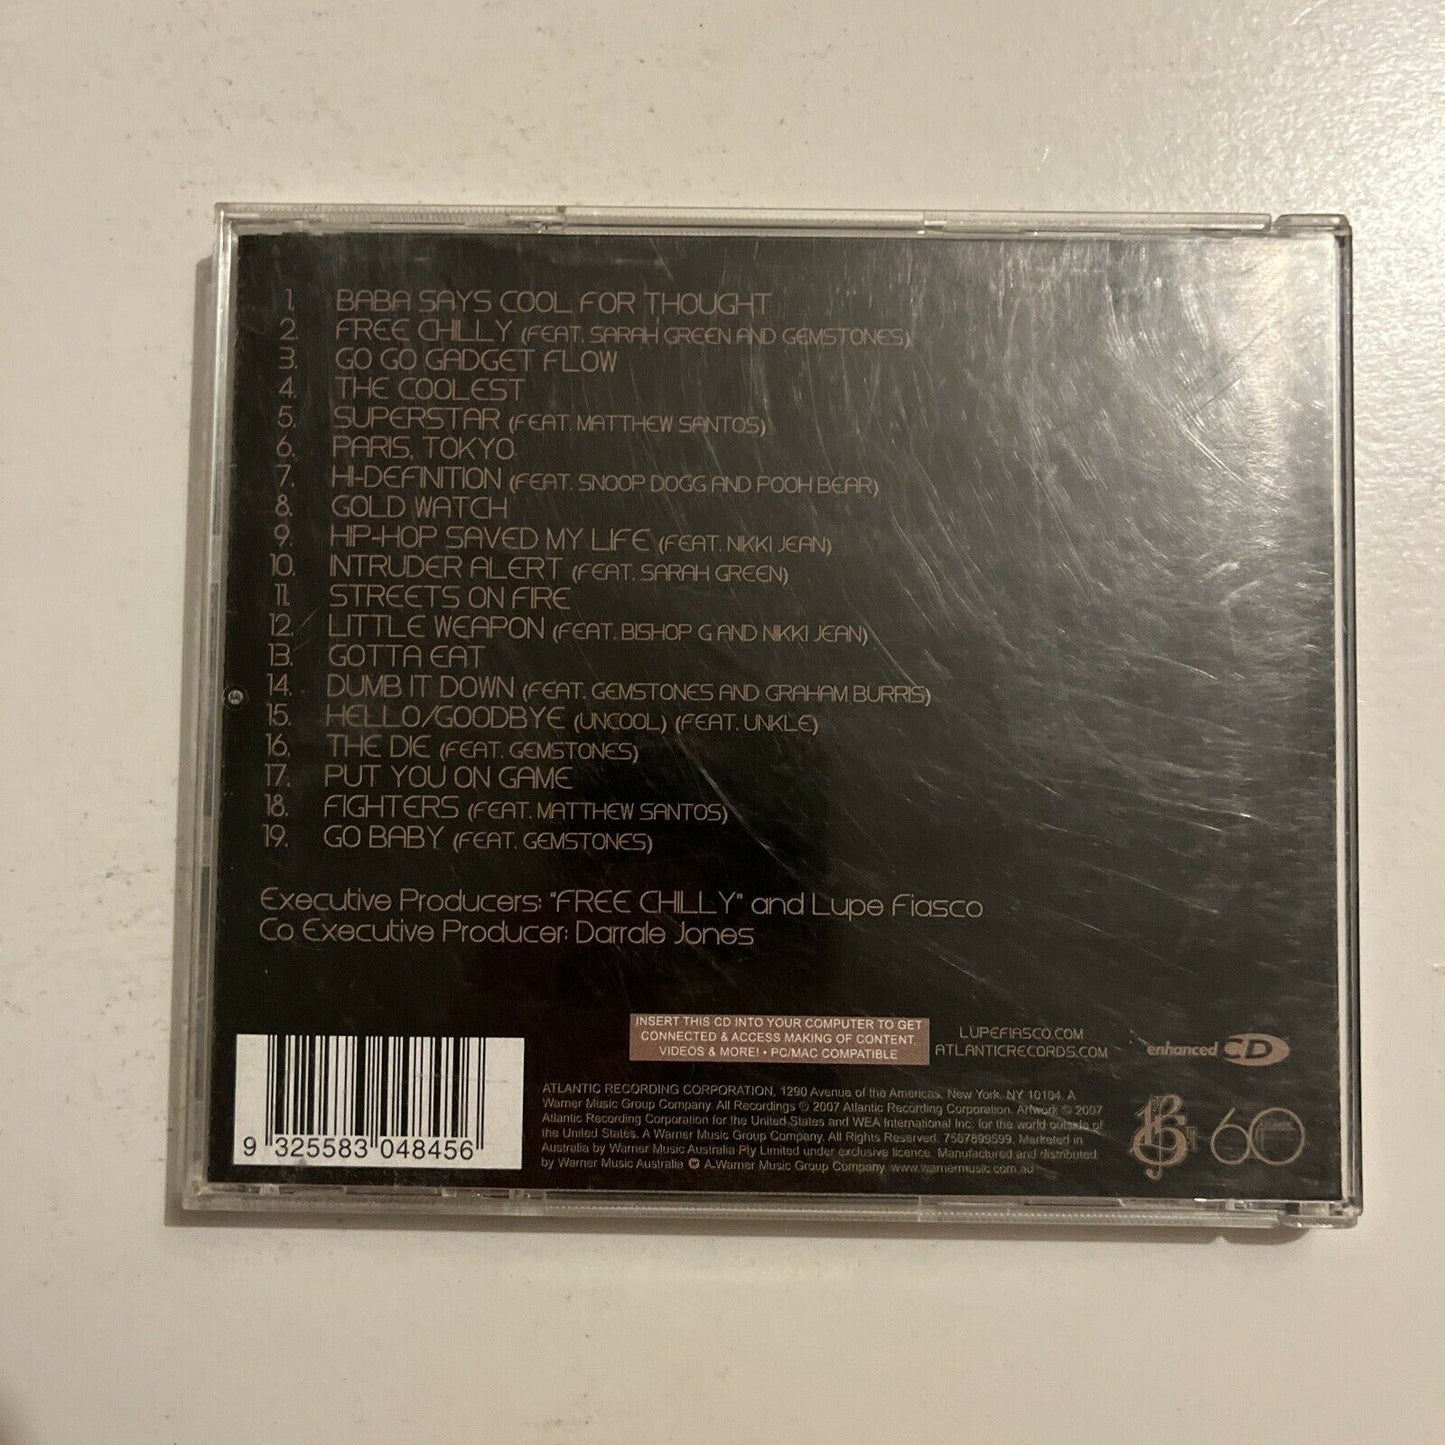 1. BABA SAYS COOL FOR THOUGHT
2. FREE CHILLY (FEAT. SARAH GREEN AND GEMSTONES)
3. GO GO GADGET FLOW
4. THE COOLEST
5. SUPERSTAR (FEAT. MATTHEW SANTOS)
6. PARIS, TOKYO
7. HI-DEFINITION (FEAT. SNOOP DOGG AND POOH BEAR)
8. GOLD WATCH
9. HIP-HOP SAVED MY LIFE (FEAT. NIKKI JEAN)
10. INTRUDER ALERT (FEAT. SARAH GREEN)
11. STREETS ON FIRE
12. LITTLE WEAPON (FEAT. BISHOP G AND NIKKI JEAN)
13. GOTTA EAT
14. DUMB IT DOWN (FEAT. GEMSTONES AND GRAHAM BURRIS)
15. HELLO/GOODBYE (UNCOOL) (FEAT. UNKLE)
16. THE DIE (FEAT. GEMSTONES)
17. PUT YOU ON GAME
18. FIGHTERS (FEAT. MATTHEW SANTOS)
19. GO BABY (FEAT. GEMSTONES)
Executive Producers: "FREE CHILLY" and Lupe Fiasco
Co Executive Producer: Darrale Jones
INSERT THIS CD INTO YOUR COMPUTER TO GET
CONNECTED & ACCESS MAKING OF CONTENT,
VIDEOS & MORE! • PC/MAC COMPATIBLE
LUPEFIASCO.COM
ATLANTICRECORDS.COM
enhanced CD
9 325583 048456
ATLANTIC RECORDING CORPORATION, 1290 Avenue of the Americas, New York, NY 10104. A
Warner Music Group Company. All Recordings ℗ 2007 Atlantic Recording Corporation. Artwork © 2007
Atlantic Recording Corporation for the United States and WEA International Inc. for the world outside of
the United States. A Warner Music Group Company. All Rights Reserved. 7507899599. Marketed in
Australia by Warner Music Australia Pty Limited under exclusive licence. Manufactured and distributed
by Warner Music Australia A Warner Music Group Company. www.warnermusic.com.au
60